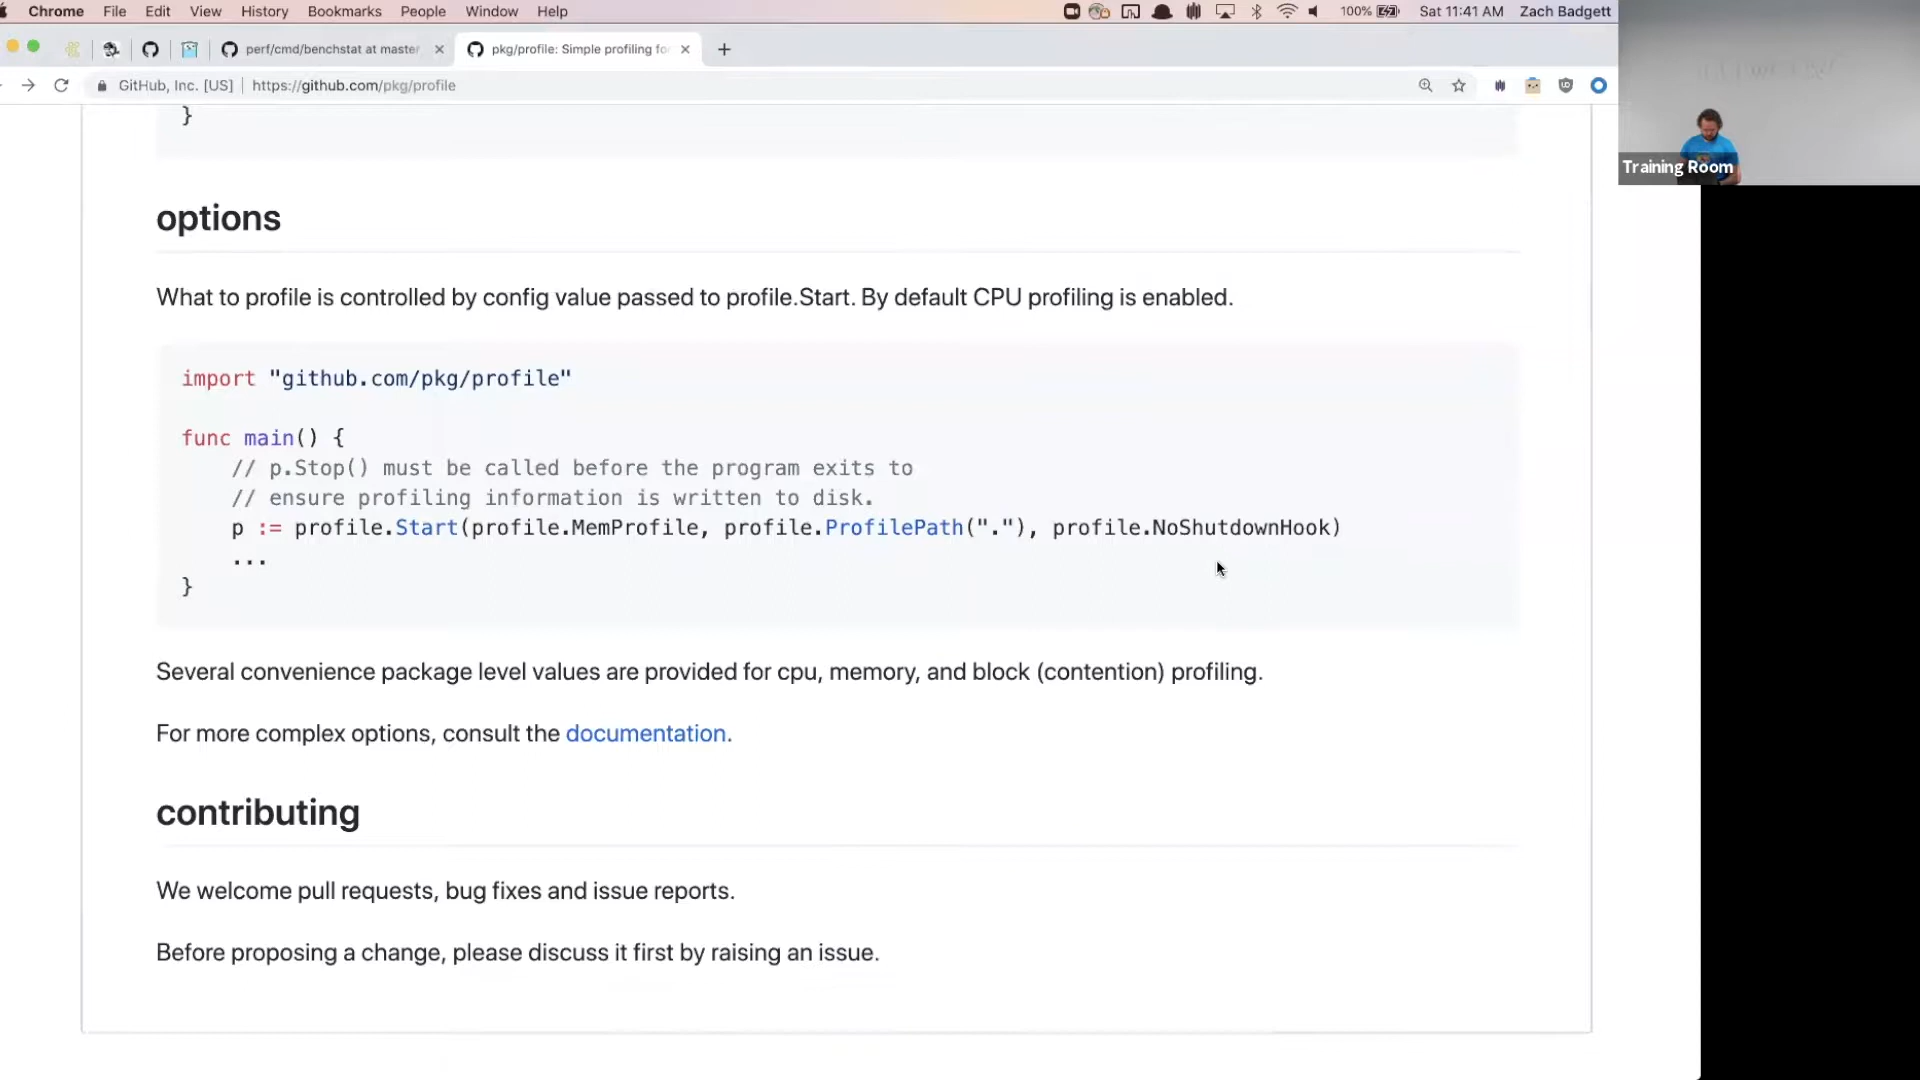 Chrome File Edit View History Bookmarks People Window Help 100% Sat 11:41 AM Zach Badgett
perf/cmd/benchstat at master
pkg/profile: Simple profiling fo
GitHub, Inc. [US] https://github.com/pkg/profile
Training Room
}
options
What to profile is controlled by config value passed to profile.Start. By default CPU profiling is enabled.
import "github.com/pkg/profile"
func main() {
// p.Stop() must be called before the program exits to
// ensure profiling information is written to disk.
p := profile.Start(profile.MemProfile, profile.ProfilePath("."), profile.NoShutdownHook)
...
}
Several convenience package level values are provided for cpu, memory, and block (contention) profiling.
For more complex options, consult the documentation.
contributing
We welcome pull requests, bug fixes and issue reports.
Before proposing a change, please discuss it first by raising an issue.